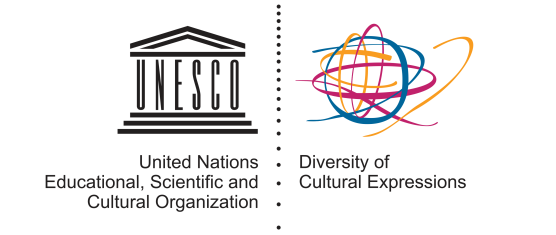 UNESCO
United Nations
Educational, Scientific and
Cultural Organization
Diversity of
Cultural Expressions